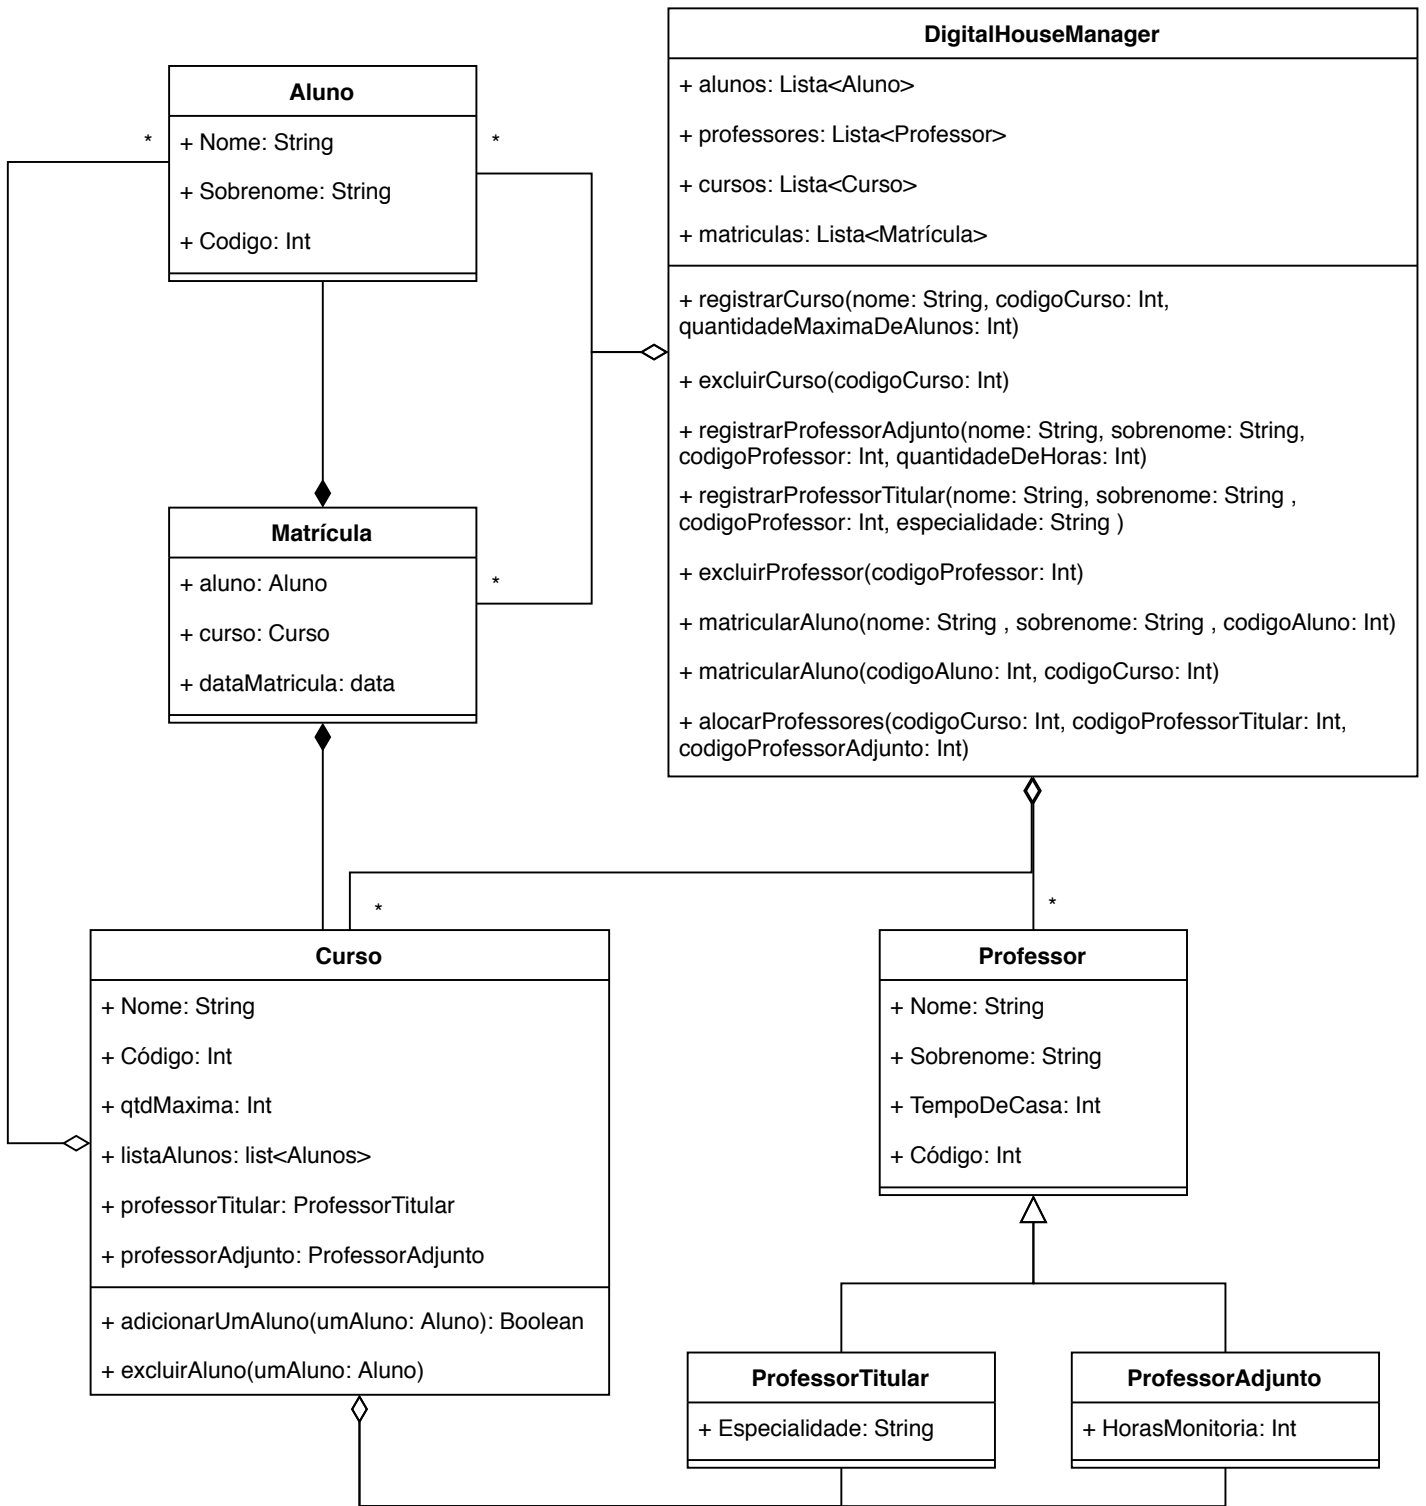 DigitalHouseManager
+ alunos: Lista<Aluno>
+ professores: Lista<Professor>
+ cursos: Lista<Curso>
+ matriculas: Lista<Matrícula>
+ registrarCurso(nome: String, codigoCurso: Int,
quantidadeMaximaDeAlunos: Int)
+ excluirCurso(codigoCurso: Int)
+ registrarProfessorAdjunto(nome: String, sobrenome: String,
codigoProfessor: Int, quantidadeDeHoras: Int)
+ registrarProfessorTitular(nome: String, sobrenome: String ,
codigoProfessor: Int, especialidade: String )
+ excluirProfessor(codigoProfessor: Int)
+ matricularAluno(nome: String , sobrenome: String , codigoAluno: Int)
+ matricularAluno(codigoAluno: Int, codigoCurso: Int)
+ alocarProfessores(codigoCurso: Int, codigoProfessorTitular: Int,
codigoProfessorAdjunto: Int)
Aluno
+ Nome: String
+ Sobrenome: String
+ Codigo: Int
*
*
Matrícula
+ aluno: Aluno
+ curso: Curso
+ dataMatricula: data
*
*
*
Curso
+ Nome: String
+ Código: Int
+ qtdMaxima: Int
+ listaAlunos: list<Alunos>
+ professorTitular: ProfessorTitular
+ professorAdjunto: ProfessorAdjunto
+ adicionarUmAluno(umAluno: Aluno): Boolean
+ excluirAluno(umAluno: Aluno)
Professor
+ Nome: String
+ Sobrenome: String
+ TempoDeCasa: Int
+ Código: Int
ProfessorTitular
+ Especialidade: String
ProfessorAdjunto
+ HorasMonitoria: Int